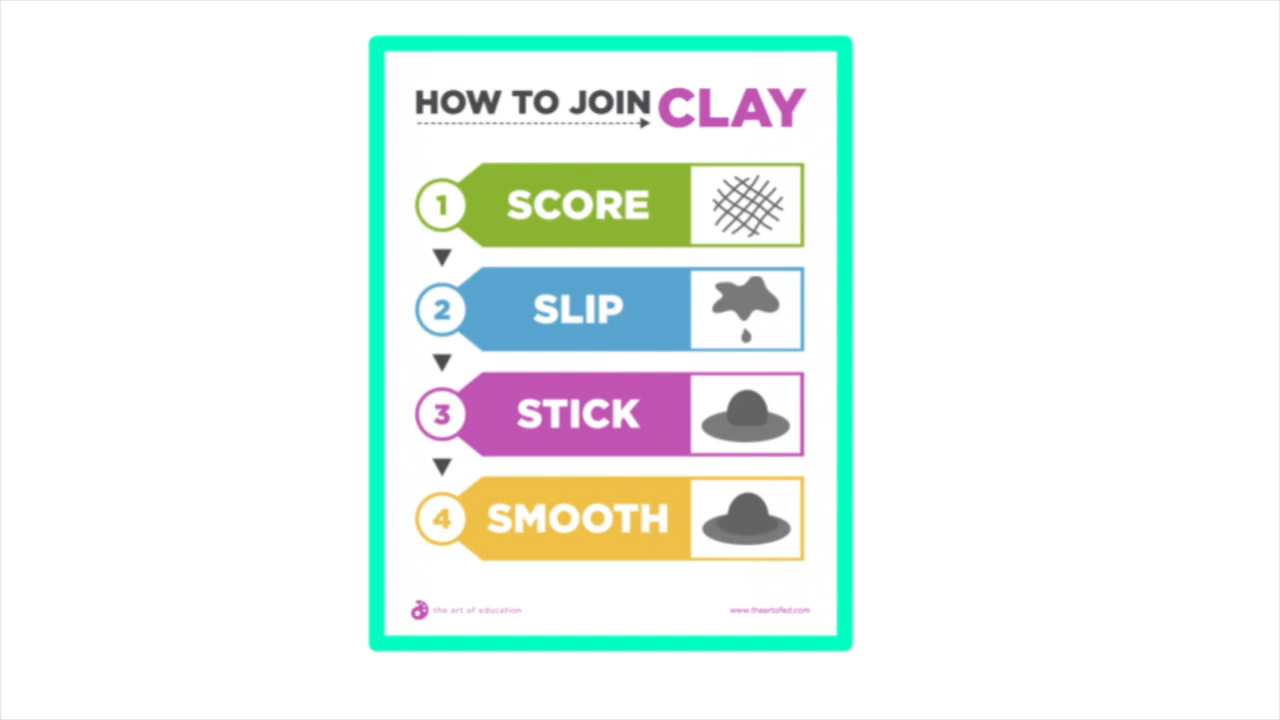 HOW TO JOIN CLAY
1 SCORE
2 SLIP
3 STICK
4 SMOOTH
the art of education www.theartofed.com